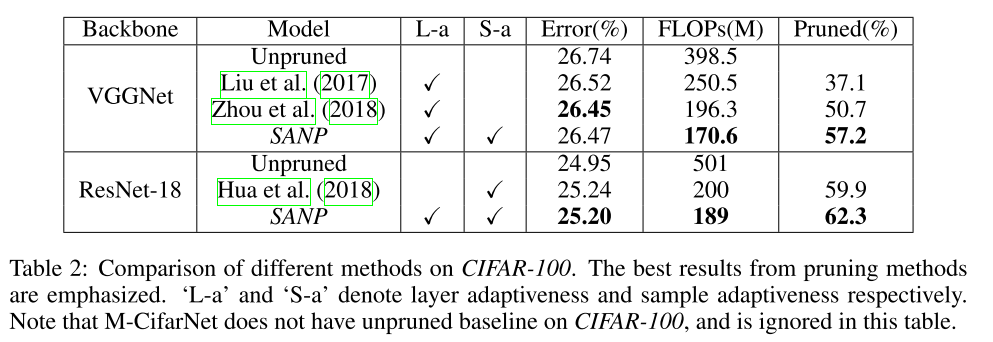 Backbone Model L-a S-a Error(%) FLOPs(M) Pruned(%)
Unpruned 26.74 398.5
Liu et al. (2017) ✓ 26.52 250.5 37.1
VGGNet
Zhou et al. (2018) ✓ 26.45 196.3 50.7
SANP ✓ ✓ 26.47 170.6 57.2
Unpruned 24.95 501
ResNet-18 Hua et al. (2018) ✓ 25.24 200 59.9
SANP ✓ ✓ 25.20 189 62.3
Table 2: Comparison of different methods on CIFAR-100. The best results from pruning methods
are emphasized. ‘L-a’ and ‘S-a’ denote layer adaptiveness and sample adaptiveness respectively.
Note that M-CifarNet does not have unpruned baseline on CIFAR-100, and is ignored in this table.